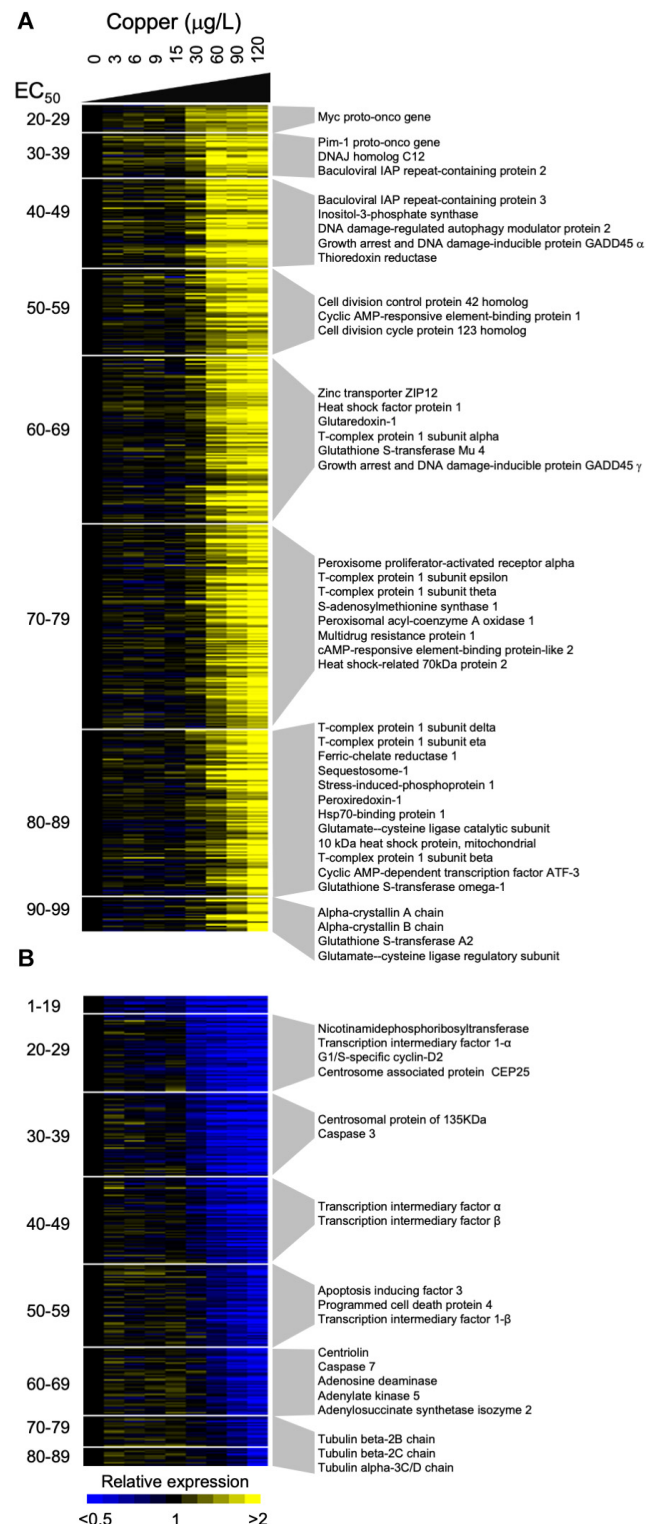 A
Copper (μg/L)
0 3 6 9 15 30 60 90 120
EC50
20-29
Myc proto-onco gene
30-39
Pim-1 proto-onco gene
DNAJ homolog C12
Baculoviral IAP repeat-containing protein 2
40-49
Baculoviral IAP repeat-containing protein 3
Inositol-3-phosphate synthase
DNA damage-regulated autophagy modulator protein 2
Growth arrest and DNA damage-inducible protein GADD45 α
Thioredoxin reductase
50-59
Cell division control protein 42 homolog
Cyclic AMP-responsive element-binding protein 1
Cell division cycle protein 123 homolog
60-69
Zinc transporter ZIP12
Heat shock factor protein 1
Glutaredoxin-1
T-complex protein 1 subunit alpha
Glutathione S-transferase Mu 4
Growth arrest and DNA damage-inducible protein GADD45 γ
70-79
Peroxisome proliferator-activated receptor alpha
T-complex protein 1 subunit epsilon
T-complex protein 1 subunit theta
S-adenosylmethionine synthase 1
Peroxisomal acyl-coenzyme A oxidase 1
Multidrug resistance protein 1
cAMP-responsive element-binding protein-like 2
Heat shock-related 70kDa protein 2
80-89
T-complex protein 1 subunit delta
T-complex protein 1 subunit eta
Ferric-chelate reductase 1
Sequestosome-1
Stress-induced-phosphoprotein 1
Peroxiredoxin-1
Hsp70-binding protein 1
Glutamate--cysteine ligase catalytic subunit
10 kDa heat shock protein, mitochondrial
T-complex protein 1 subunit beta
Cyclic AMP-dependent transcription factor ATF-3
Glutathione S-transferase omega-1
90-99
Alpha-crystallin A chain
Alpha-crystallin B chain
Glutathione S-transferase A2
Glutamate--cysteine ligase regulatory subunit
B
1-19
20-29
Nicotinamidephosphoribosyltransferase
Transcription intermediary factor 1-α
G1/S-specific cyclin-D2
Centrosome associated protein CEP25
30-39
Centrosomal protein of 135KDa
Caspase 3
40-49
Transcription intermediary factor α
Transcription intermediary factor β
50-59
Apoptosis inducing factor 3
Programmed cell death protein 4
Transcription intermediary factor 1-β
60-69
Centriolin
Caspase 7
Adenosine deaminase
Adenylate kinase 5
Adenylosuccinate synthetase isozyme 2
70-79
80-89
Tubulin beta-2B chain
Tubulin beta-2C chain
Tubulin alpha-3C/D chain
Relative expression
<0.5 1 >2